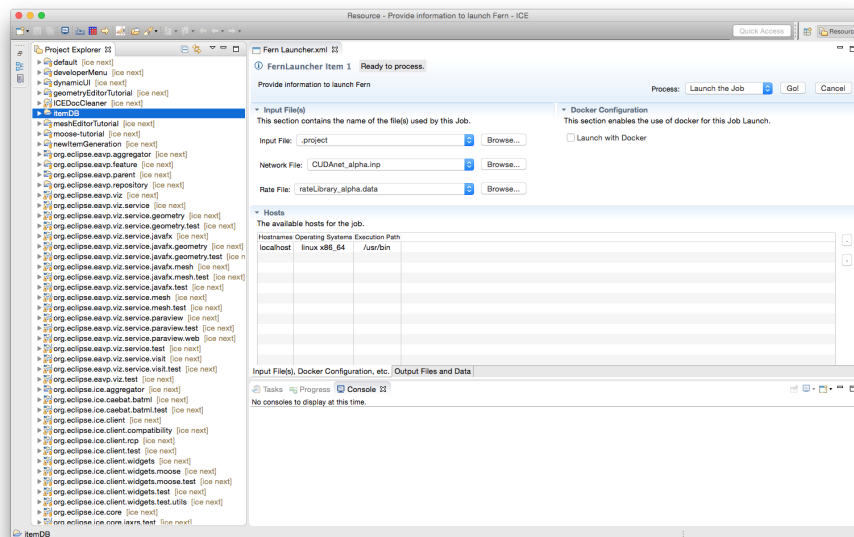 Resource - Provide information to launch Fern - ICE
Quick Access
Resourc
Project Explorer
default [ice next]
developerMenu [ice next]
dynamicUI [ice next]
geometryEditorTutorial [ice next]
ICEDocCleaner [ice next]
itemDB
meshEditorTutorial [ice next]
moose-tutorial [ice next]
newItemGeneration [ice next]
org.eclipse.eavp.aggregator [ice next]
org.eclipse.eavp.feature [ice next]
org.eclipse.eavp.parent [ice next]
org.eclipse.eavp.repository [ice next]
org.eclipse.eavp.viz [ice next]
org.eclipse.eavp.viz.service [ice next]
org.eclipse.eavp.viz.service.geometry [ice next]
org.eclipse.eavp.viz.service.geometry.test [ice next]
org.eclipse.eavp.viz.service.javafx [ice next]
org.eclipse.eavp.viz.service.javafx.geometry [ice next]
org.eclipse.eavp.viz.service.javafx.geometry.test [ice n
org.eclipse.eavp.viz.service.javafx.mesh [ice next]
org.eclipse.eavp.viz.service.javafx.mesh.test [ice next]
org.eclipse.eavp.viz.service.javafx.test [ice next]
org.eclipse.eavp.viz.service.mesh [ice next]
org.eclipse.eavp.viz.service.mesh.test [ice next]
org.eclipse.eavp.viz.service.paraview [ice next]
org.eclipse.eavp.viz.service.paraview.test [ice next]
org.eclipse.eavp.viz.service.paraview.web [ice next]
org.eclipse.eavp.viz.service.test [ice next]
org.eclipse.eavp.viz.service.visit [ice next]
org.eclipse.eavp.viz.service.visit.test [ice next]
org.eclipse.eavp.viz.test [ice next]
org.eclipse.ice.aggregator [ice next]
org.eclipse.ice.caebat.batml [ice next]
org.eclipse.ice.caebat.batml.test [ice next]
org.eclipse.ice.client [ice next]
org.eclipse.ice.client.compatibility [ice next]
org.eclipse.ice.client.rcp [ice next]
org.eclipse.ice.client.test [ice next]
org.eclipse.ice.client.widgets [ice next]
org.eclipse.ice.client.widgets.moose [ice next]
org.eclipse.ice.client.widgets.moose.test [ice next]
org.eclipse.ice.client.widgets.test [ice next]
org.eclipse.ice.client.widgets.test.utils [ice next]
org.eclipse.ice.core [ice next]
org.eclipse.ice.core.jaxrs.test [ice next]
Fern Launcher.xml
FernLauncher Item 1 Ready to process.
Provide information to launch Fern
Process: Launch the Job Go! Cancel
Input File(s)
This section contains the name of the file(s) used by this Job.
Input File: .project Browse...
Network File: CUDAnet_alpha.inp Browse...
Rate File: rateLibrary_alpha.data Browse...
Docker Configuration
This section enables the use of docker for this Job Launch.
Launch with Docker
Hosts
The available hosts for the job.
Hostnames Operating Systems Execution Path
localhost linux x86_64 /usr/bin
Input File(s), Docker Configuration, etc. Output Files and Data
Tasks Progress Console
No consoles to display at this time.
itemDB